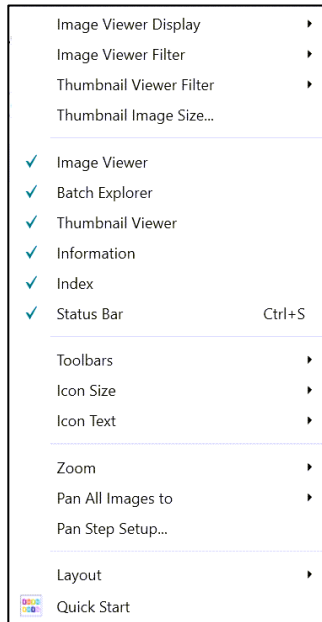 Image Viewer Display
Image Viewer Filter
Thumbnail Viewer Filter
Thumbnail Image Size...
Image Viewer
Batch Explorer
Thumbnail Viewer
Information
Index
Status Bar Ctrl+S
Toolbars
Icon Size
Icon Text
Zoom
Pan All Images to
Pan Step Setup...
Layout
Quick Start